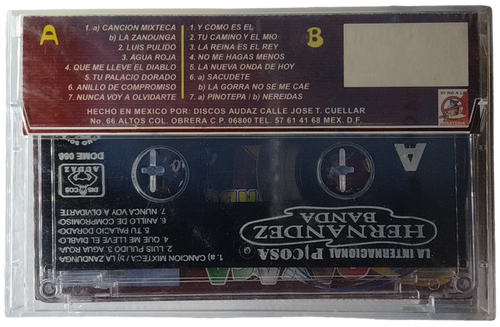 A
1. a) CANCION MIXTECA
b) LA ZANDUNGA
2. LUIS PULIDO
3. AGUA ROJA
4. QUE ME LLEVE EL DIABLO
5. TU PALACIO DORADO
6. ANILLO DE COMPROMISO
7. NUNCA VOY A OLVIDARTE
1. Y COMO ES EL
2. TU CAMINO Y EL MIO
3. LA REINA ES EL REY
4. NO ME HAGAS MENOS
5. LA NUEVA ONDA DE HOY
6. a) SACUDETE
b) LA GORRA NO SE ME CAE
7. a) PINOTEPA / b) NEREIDAS
B
HECHO EN MEXICO POR: DISCOS AUDAZ CALLE JOSE T. CUELLAR
No. 66 ALTOS COL. OBRERA C.P. 06800 TEL. 57 61 41 68 MEX. D.F.
A
LA INTERNACIONAL P|COSA
HERNANDEZ
BANDA
1. a) CANCION MIXTECA / b) LA ZANDUNGA
2. LUIS PULIDO 3. AGUA ROJA
4. QUE ME LLEVE EL DIABLO
5. TU PALACIO DORADO
6. ANILLO DE COMPROMISO
7. NUNCA VOY A OLVIDARTE
DISCOS
AUDAZ
DOME 066